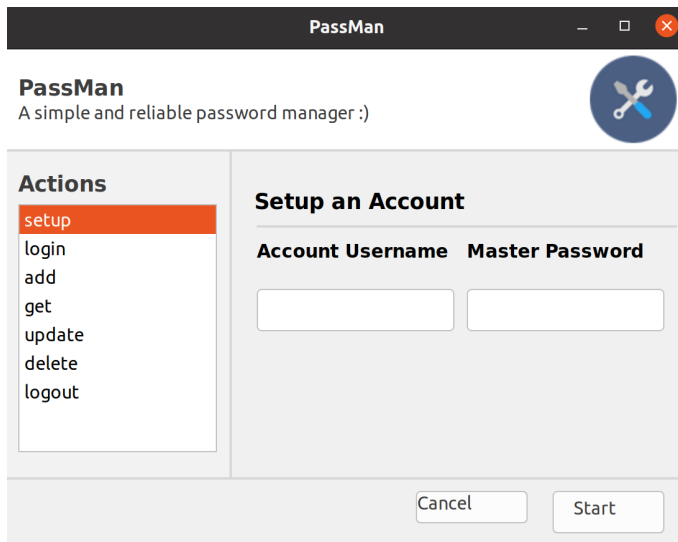 PassMan
PassMan
A simple and reliable password manager :)
Actions
setup
login
add
get
update
delete
logout
Setup an Account
Account Username Master Password
Cancel Start